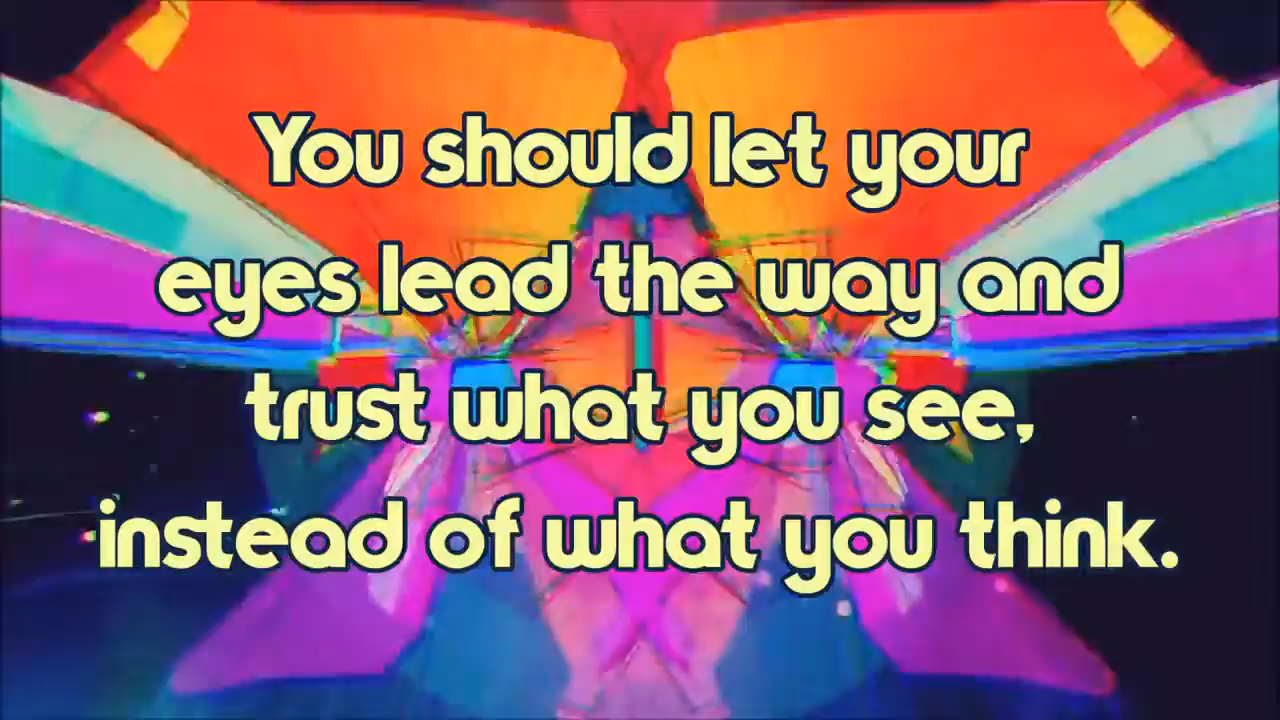 You should let your
eyes lead the way and
trust what you see,
instead of what you think.